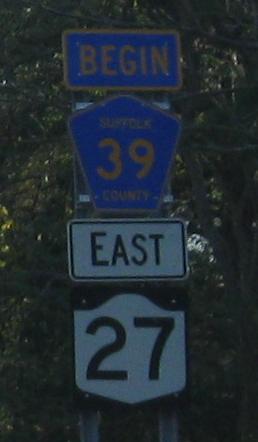 BEGIN
SUFFOLK
39
COUNTY
EAST
27